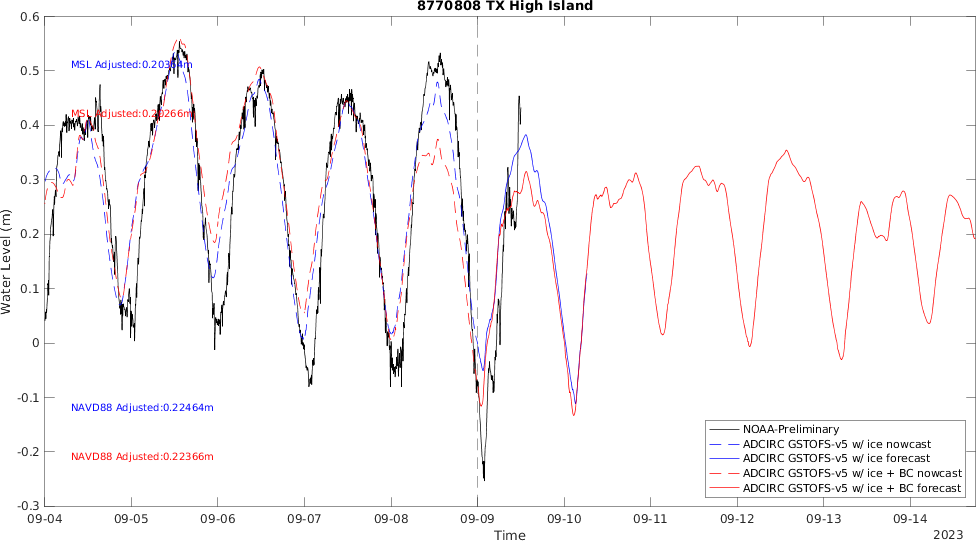 8770808 TX High Island
0.6
0.5
0.4
0.3
0.2
0.1
0
-0.1
-0.2
-0.3
Water Level (m)
MSL Adjusted:0.20364m
MSL Adjusted:0.20266m
NAVD88 Adjusted:0.22464m
NAVD88 Adjusted:0.22366m
NOAA-Preliminary
ADCIRC GSTOFS-v5 w/ ice nowcast
ADCIRC GSTOFS-v5 w/ ice forecast
ADCIRC GSTOFS-v5 w/ ice + BC nowcast
ADCIRC GSTOFS-v5 w/ ice + BC forecast
09-04 09-05 09-06 09-07 09-08 09-09 09-10 09-11 09-12 09-13 09-14
Time
2023